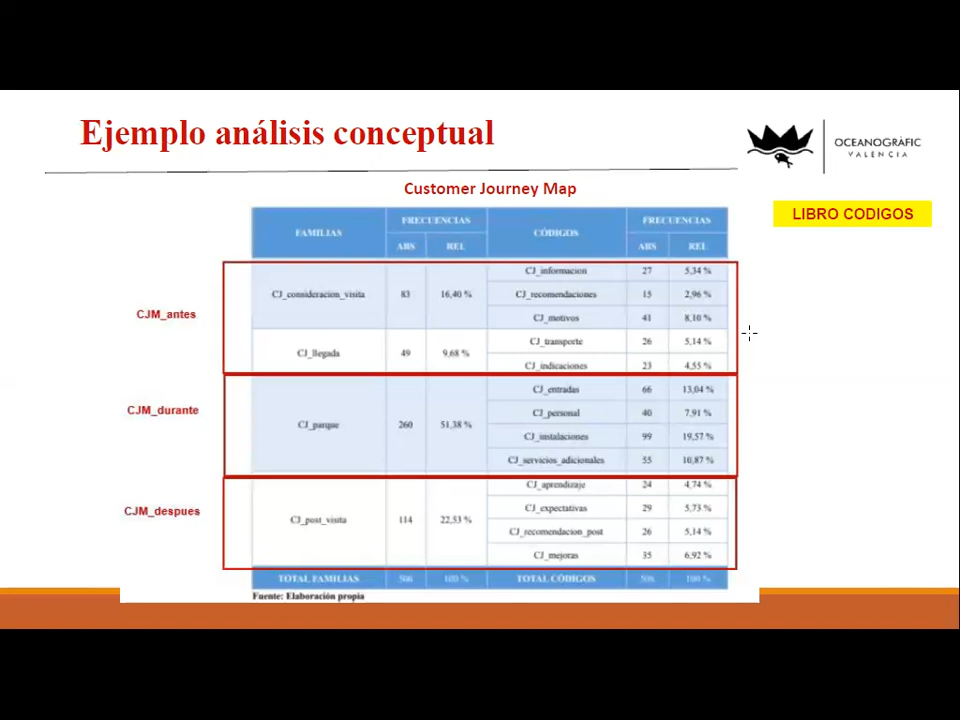 Ejemplo análisis conceptual
OCEANOGRÀFIC
VALENCIA
Customer Journey Map
LIBRO CODIGOS
FAMILIAS FRECUENCIAS CÓDIGOS FRECUENCIAS
ABS REL ABS REL
CJM_antes
CJ_consideracion_visita 83 16,40 % CJ_informacion 27 5,34 %
CJ_recomendaciones 15 2,96 %
CJ_motivos 41 8,10 %
CJ_llegada 49 9,68 % CJ_transporte 26 5,14 %
CJ_indicaciones 23 4,55 %
CJM_durante
CJ_parque 260 51,38 % CJ_entradas 66 13,04 %
CJ_personal 40 7,91 %
CJ_instalaciones 99 19,57 %
CJ_servicios_adicionales 55 10,87 %
CJM_despues
CJ_post_visita 114 22,53 % CJ_aprendizaje 24 4,74 %
CJ_expectativas 29 5,73 %
CJ_recomendacion_post 26 5,14 %
CJ_mejoras 35 6,92 %
TOTAL FAMILIAS 506 100 % TOTAL CÓDIGOS 506 100 %
Fuente: Elaboración propia